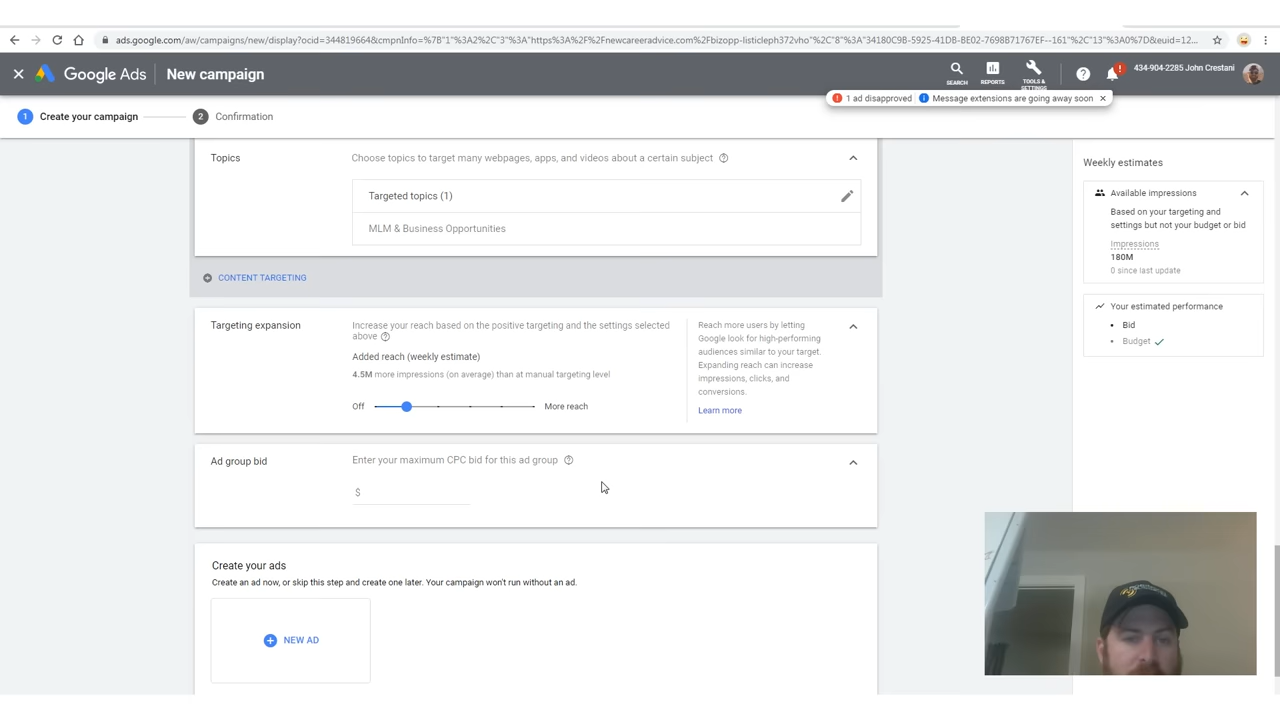 ads.google.com/aw/campaigns/new/display?ocid=344819664&cmpnInfo=%7B"1"%3A2%2C"3"%3A"https%3A%2F%2Fnewcareeradvice.com%2Fbizopp-listicleph372vho"%2C"8"%3A"34180C9B-5925-41DB-BE02-7698B71767EF--161"%2C"13"%3A0%7D&euid=12...
Google Ads New campaign
SEARCH REPORTS TOOLS & SETTINGS
434-904-2285 John Crestani
1 ad disapproved Message extensions are going away soon
1 Create your campaign 2 Confirmation
Topics Choose topics to target many webpages, apps, and videos about a certain subject
Targeted topics (1)
MLM & Business Opportunities
CONTENT TARGETING
Targeting expansion
Increase your reach based on the positive targeting and the settings selected
above
Added reach (weekly estimate)
4.5M more impressions (on average) than at manual targeting level
Off More reach
Reach more users by letting
Google look for high-performing
audiences similar to your target.
Expanding reach can increase
impressions, clicks, and
conversions.
Learn more
Ad group bid Enter your maximum CPC bid for this ad group
$
Create your ads
Create an ad now, or skip this step and create one later. Your campaign won't run without an ad.
NEW AD
Weekly estimates
Available impressions
Based on your targeting and
settings but not your budget or bid
Impressions
180M
0 since last update
Your estimated performance
• Bid
• Budget